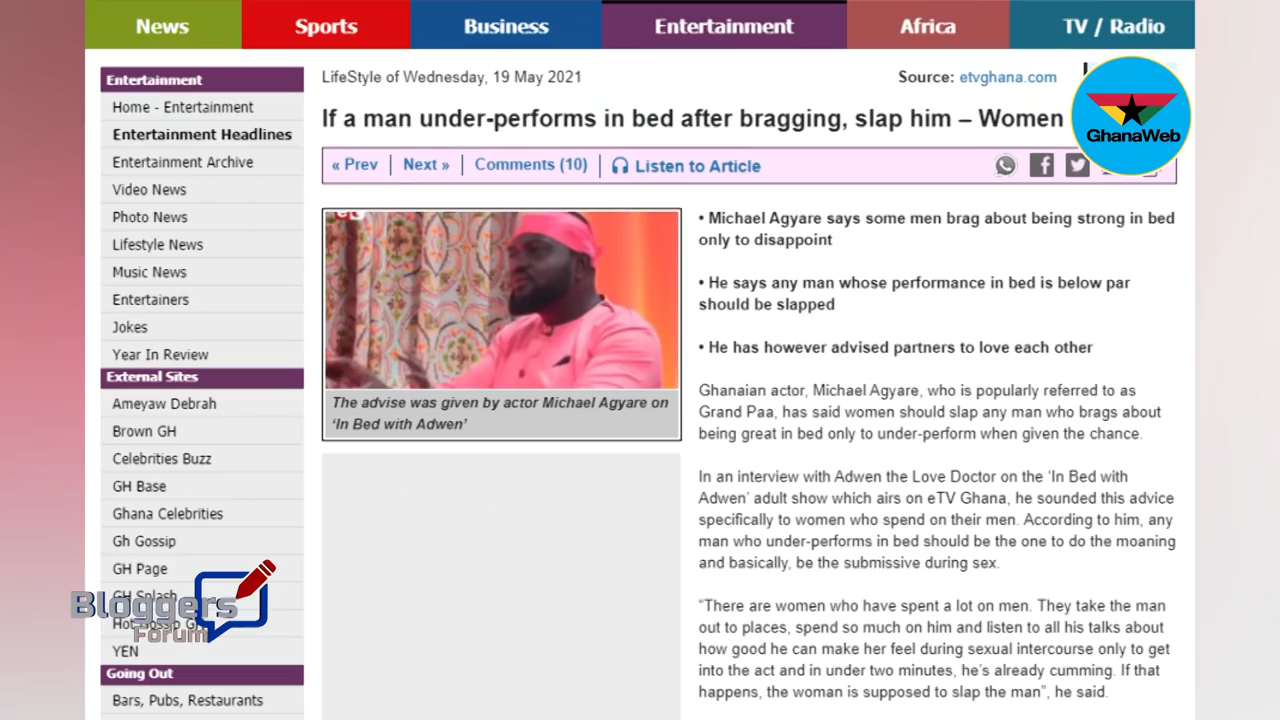 News Sports Business Entertainment Africa TV / Radio
Entertainment
Home - Entertainment
Entertainment Headlines
Entertainment Archive
Video News
Photo News
Lifestyle News
Music News
Entertainers
Jokes
Year In Review
External Sites
Ameyaw Debrah
Brown GH
Celebrities Buzz
GH Base
Ghana Celebrities
Gh Gossip
GH Page
GH Splash
Hot Gossip
YEN
Going Out
Bars, Pubs, Restaurants
Bloggers
Forum
LifeStyle of Wednesday, 19 May 2021
Source: etvghana.com
GhanaWeb
If a man under-performs in bed after bragging, slap him – Women
« Prev Next » Comments (10) Listen to Article
The advise was given by actor Michael Agyare on
‘In Bed with Adwen’
• Michael Agyare says some men brag about being strong in bed
only to disappoint
• He says any man whose performance in bed is below par
should be slapped
• He has however advised partners to love each other
Ghanaian actor, Michael Agyare, who is popularly referred to as
Grand Paa, has said women should slap any man who brags about
being great in bed only to under-perform when given the chance.
In an interview with Adwen the Love Doctor on the ‘In Bed with
Adwen’ adult show which airs on eTV Ghana, he sounded this advice
specifically to women who spend on their men. According to him, any
man who under-performs in bed should be the one to do the moaning
and basically, be the submissive during sex.
“There are women who have spent a lot on men. They take the man
out to places, spend so much on him and listen to all his talks about
how good he can make her feel during sexual intercourse only to get
into the act and in under two minutes, he’s already cumming. If that
happens, the woman is supposed to slap the man”, he said.